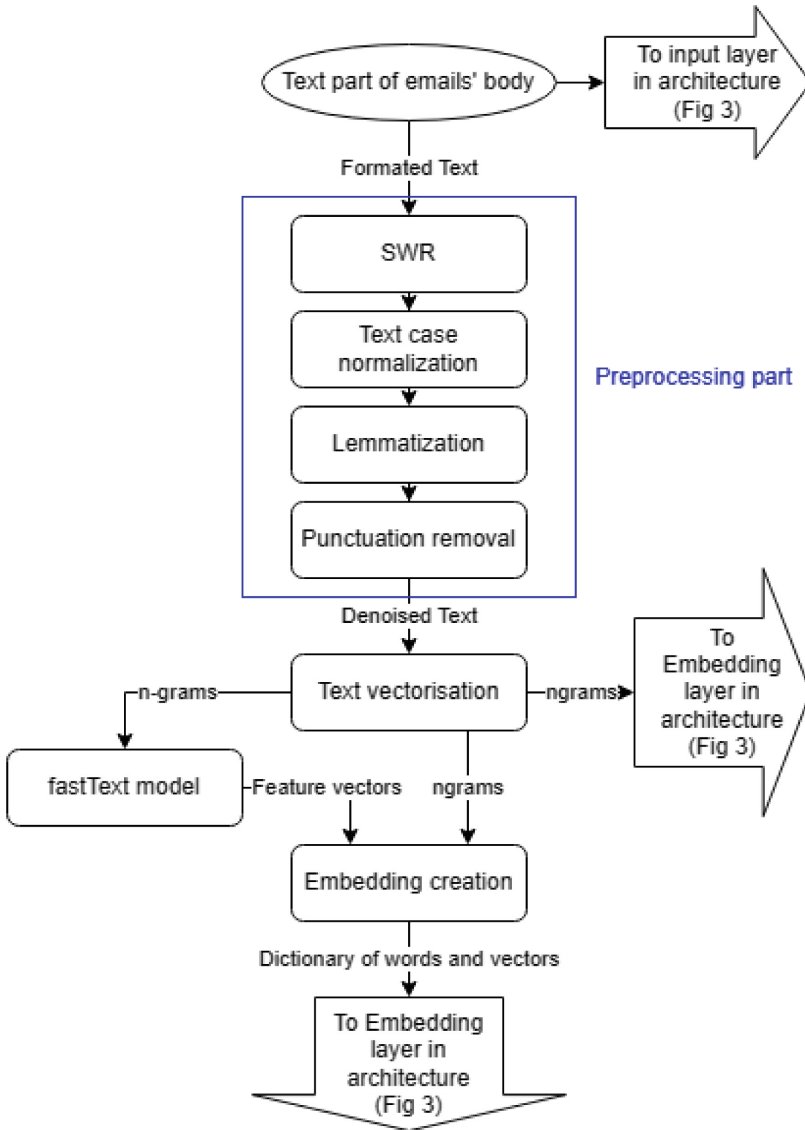 Text part of emails' body
To input layer
in architecture
(Fig 3)
Formated Text
SWR
Text case
normalization
Preprocessing part
Lemmatization
Punctuation removal
Denoised Text
To
Embedding
layer in
architecture
(Fig 3)
n-grams
Text vectorisation
ngrams
fastText model
Feature vectors
ngrams
Embedding creation
Dictionary of words and vectors
To Embedding
layer in
architecture
(Fig 3)